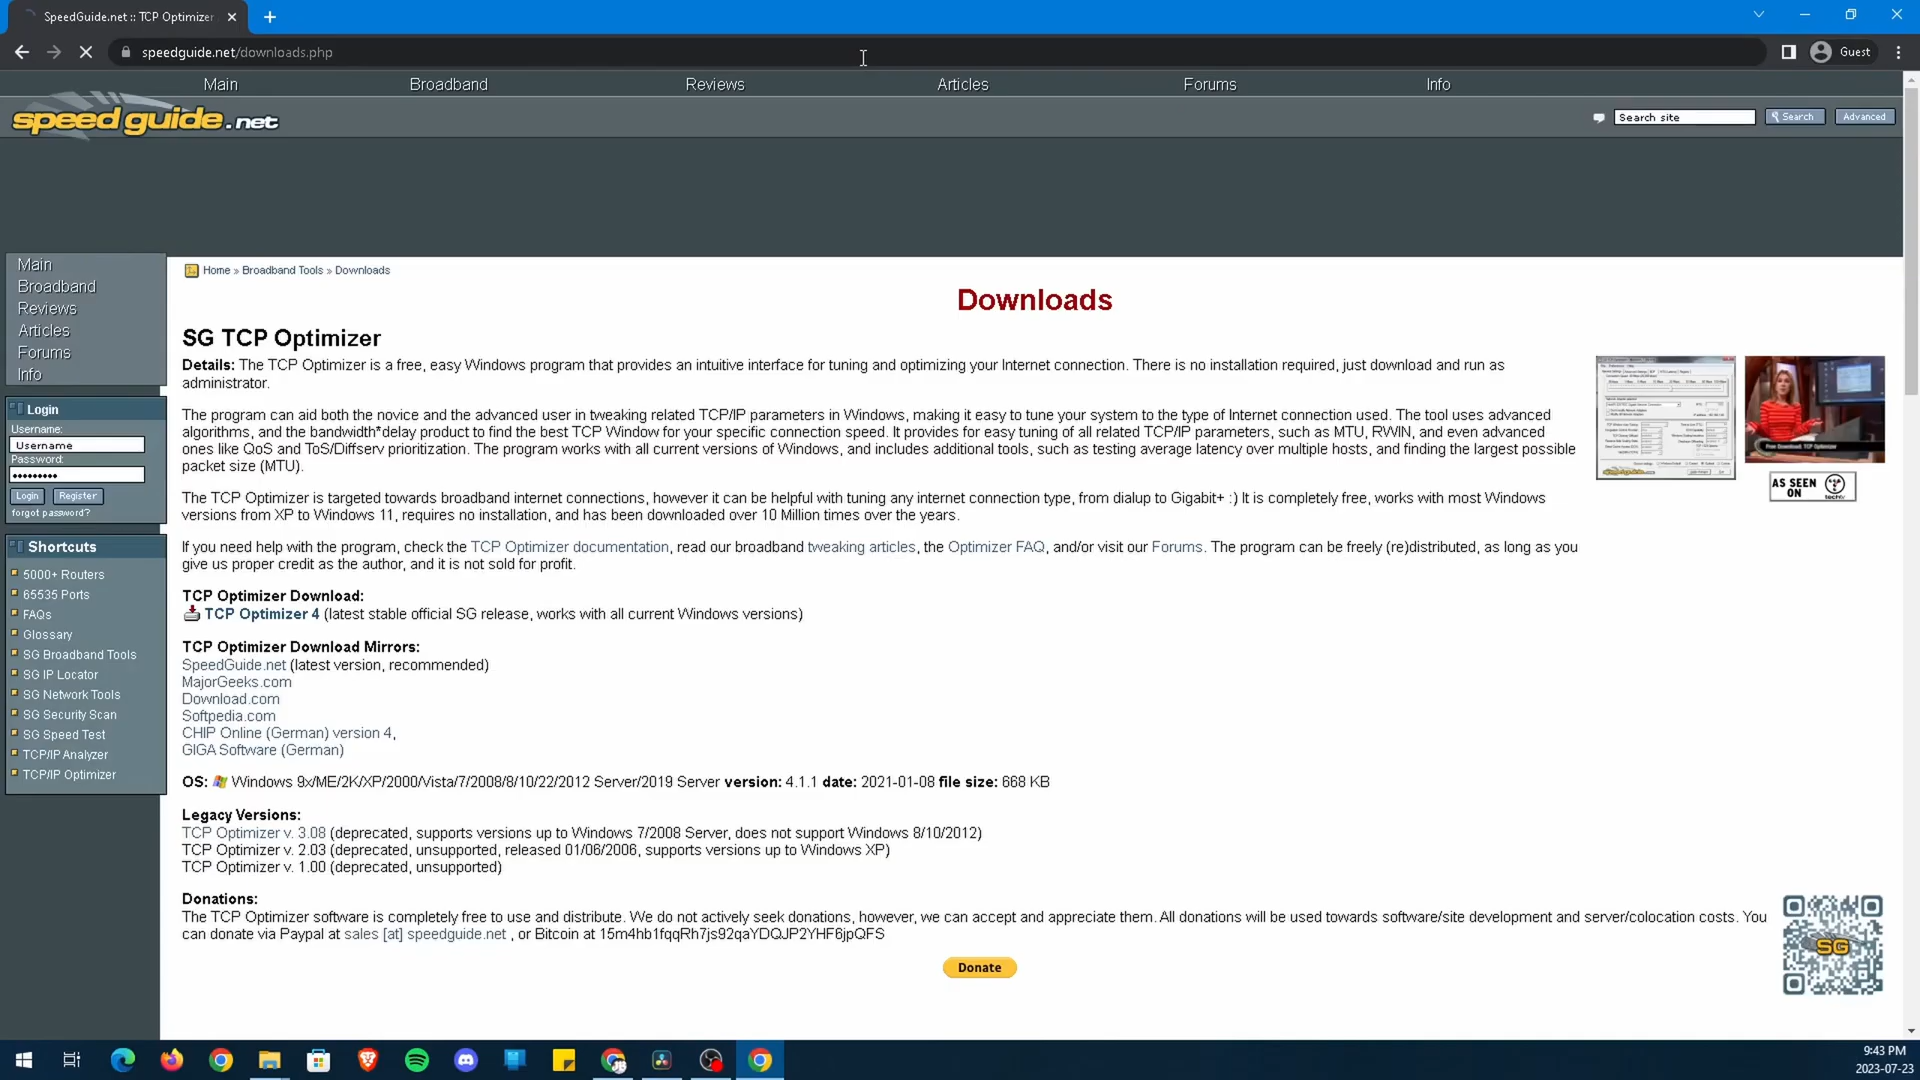 SpeedGuide.net :: TCP Optimizer
speedguide.net/downloads.php
Guest
Main Broadband Reviews Articles Forums Info
speed guide.net
Search site Search Advanced
Main
Broadband
Reviews
Articles
Forums
Info
Login
Username:
Username
Password:
•••••••••
Login Register
forgot password?
Shortcuts
5000+ Routers
65535 Ports
FAQs
Glossary
SG Broadband Tools
SG IP Locator
SG Network Tools
SG Security Scan
SG Speed Test
TCP/IP Analyzer
TCP/IP Optimizer
Home » Broadband Tools » Downloads
Downloads
SG TCP Optimizer
Details: The TCP Optimizer is a free, easy Windows program that provides an intuitive interface for tuning and optimizing your Internet connection. There is no installation required, just download and run as
administrator.
The program can aid both the novice and the advanced user in tweaking related TCP/IP parameters in Windows, making it easy to tune your system to the type of Internet connection used. The tool uses advanced
algorithms, and the bandwidth*delay product to find the best TCP Window for your specific connection speed. It provides for easy tuning of all related TCP/IP parameters, such as MTU, RWIN, and even advanced
ones like QoS and ToS/Diffserv prioritization. The program works with all current versions of Windows, and includes additional tools, such as testing average latency over multiple hosts, and finding the largest possible
packet size (MTU).
The TCP Optimizer is targeted towards broadband internet connections, however it can be helpful with tuning any internet connection type, from dialup to Gigabit+ :) It is completely free, works with most Windows
versions from XP to Windows 11, requires no installation, and has been downloaded over 10 Million times over the years.
If you need help with the program, check the TCP Optimizer documentation, read our broadband tweaking articles, the Optimizer FAQ, and/or visit our Forums. The program can be freely (re)distributed, as long as you
give us proper credit as the author, and it is not sold for profit.
AS SEEN
ON
techtv
TCP Optimizer Download:
TCP Optimizer 4 (latest stable official SG release, works with all current Windows versions)
TCP Optimizer Download Mirrors:
SpeedGuide.net (latest version, recommended)
MajorGeeks.com
Download.com
Softpedia.com
CHIP Online (German) version 4,
GIGA Software (German)
OS: Windows 9x/ME/2K/XP/2000/Vista/7/2008/8/10/22/2012 Server/2019 Server version: 4.1.1 date: 2021-01-08 file size: 668 KB
Legacy Versions:
TCP Optimizer v. 3.08 (deprecated, supports versions up to Windows 7/2008 Server, does not support Windows 8/10/2012)
TCP Optimizer v. 2.03 (deprecated, unsupported, released 01/06/2006, supports versions up to Windows XP)
TCP Optimizer v. 1.00 (deprecated, unsupported)
Donations:
The TCP Optimizer software is completely free to use and distribute. We do not actively seek donations, however, we can accept and appreciate them. All donations will be used towards software/site development and server/colocation costs. You
can donate via Paypal at sales [at] speedguide.net , or Bitcoin at 15m4hb1fqqRh7js92qaYDQJP2YHF6jpQFS
Donate
SG
9:43 PM
2023-07-23